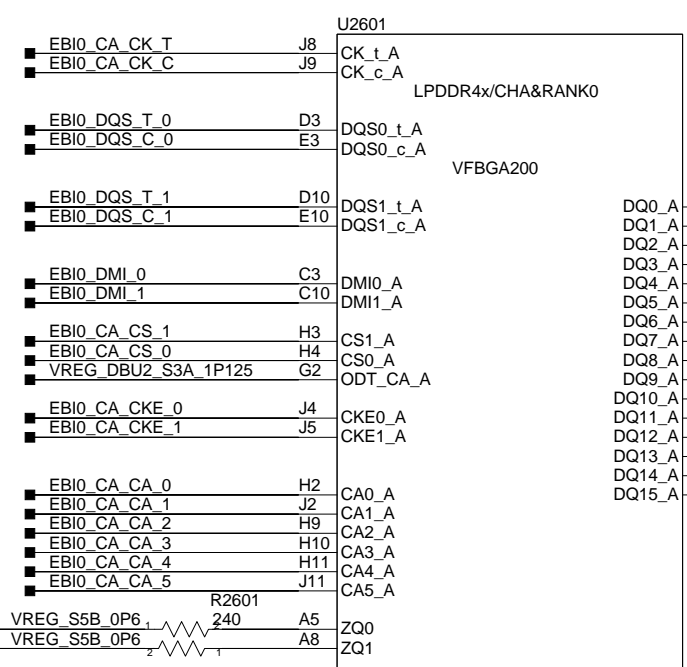 U2601
EBI0_CA_CK_T J8 CK_t_A
EBI0_CA_CK_C J9 CK_c_A
LPDDR4x/CHA&RANK0
EBI0_DQS_T_0 D3 DQS0_t_A
EBI0_DQS_C_0 E3 DQS0_c_A
VFBGA200
EBI0_DQS_T_1 D10 DQS1_t_A DQ0_A
EBI0_DQS_C_1 E10 DQS1_c_A DQ1_A
DQ2_A
DQ3_A
EBI0_DMI_0 C3 DMI0_A DQ4_A
EBI0_DMI_1 C10 DMI1_A DQ5_A
DQ6_A
EBI0_CA_CS_1 H3 CS1_A DQ7_A
EBI0_CA_CS_0 H4 CS0_A DQ8_A
VREG_DBU2_S3A_1P125 G2 ODT_CA_A DQ9_A
DQ10_A
EBI0_CA_CKE_0 J4 CKE0_A DQ11_A
EBI0_CA_CKE_1 J5 CKE1_A DQ12_A
DQ13_A
DQ14_A
EBI0_CA_CA_0 H2 CA0_A DQ15_A
EBI0_CA_CA_1 J2 CA1_A
EBI0_CA_CA_2 H9 CA2_A
EBI0_CA_CA_3 H10 CA3_A
EBI0_CA_CA_4 H11 CA4_A
EBI0_CA_CA_5 J11 CA5_A
R2601
VREG_S5B_0P6 1 240 2 A5 ZQ0
VREG_S5B_0P6 2 1 A8 ZQ1